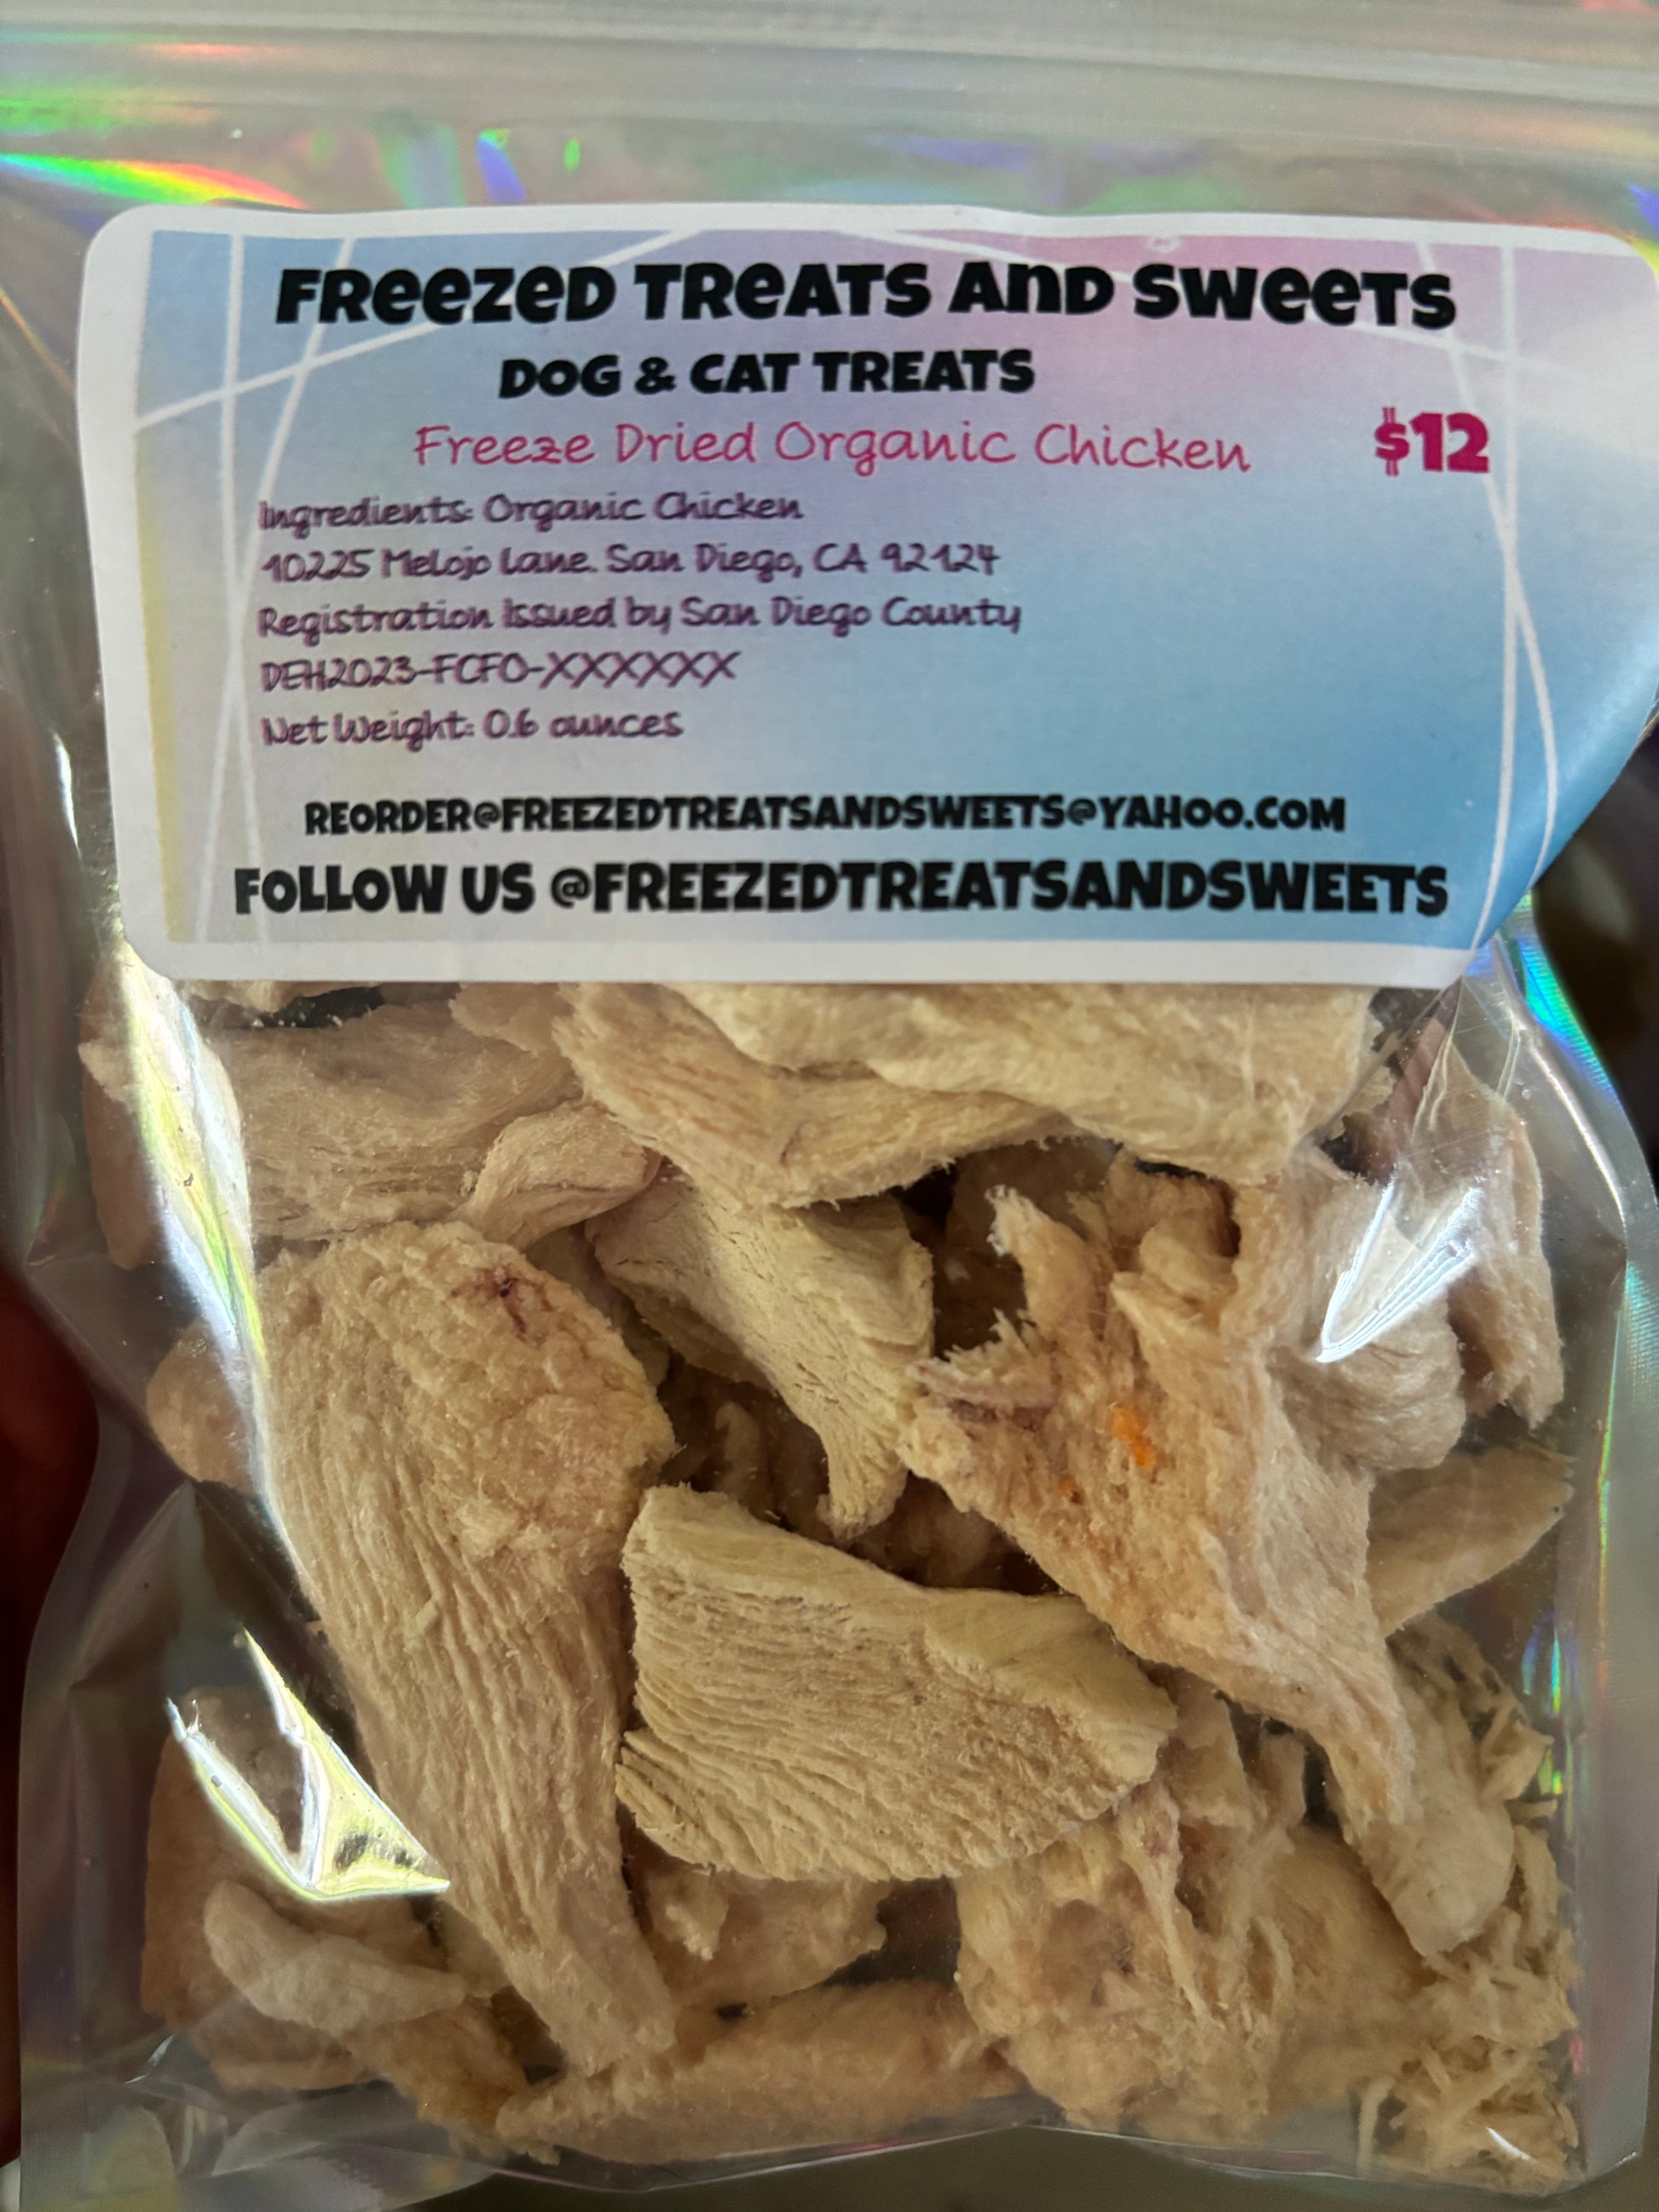 FReezeD TReATS AnD SWeeTS
DOG & CAT TREATS
Freeze Dried Organic Chicken
$12
Ingredients: Organic Chicken
10225 Melojo Lane. San Diego, CA 92124
Registration Issued by San Diego County
DEH2023-FCFO-XXXXXX
Net Weight: 0.6 ounces
REORDER@FREEZEDTREATSANDSWEETS@YAHOO.COM
FOLLOW US @FREEZEDTREATSANDSWEETS